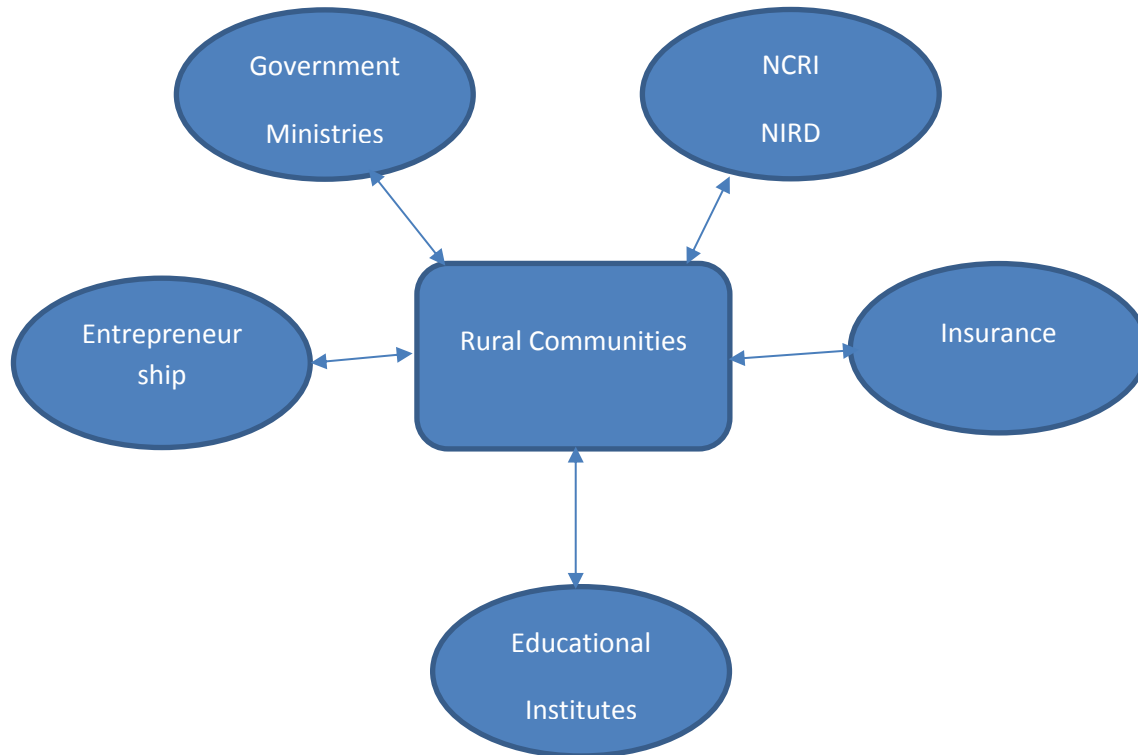 Government
Ministries
NCRI
NIRD
Entrepreneur
ship
Rural Communities
Insurance
Educational
Institutes